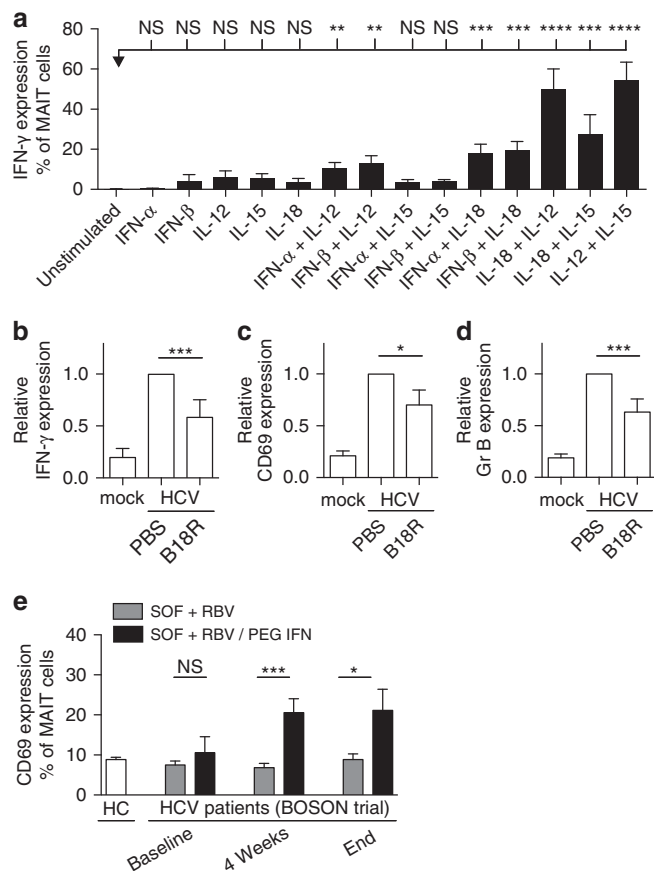 a
NS NS NS NS NS ** ** NS NS *** *** **** *** ****
IFN-γ expression
% of MAIT cells
80
60
40
20
0
Unstimulated
IFN-α
IFN-β
IL-12
IL-15
IL-18
IFN-α + IL-12
IFN-β + IL-12
IFN-α + IL-15
IFN-β + IL-15
IFN-α + IL-18
IFN-β + IL-18
IL-18 + IL-12
IL-18 + IL-15
IL-12 + IL-15
b
***
Relative
IFN-γ expression
1.0
0.5
0.0
mock HCV
PBS
B18R
c
*
Relative
CD69 expression
1.0
0.5
0.0
mock HCV
PBS
B18R
d
***
Relative
Gr B expression
1.0
0.5
0.0
mock HCV
PBS
B18R
e
SOF + RBV
SOF + RBV / PEG IFN
CD69 expression
% of MAIT cells
40
30
20
10
0
NS *** *
HC HCV patients (BOSON trial)
Baseline
4 Weeks
End